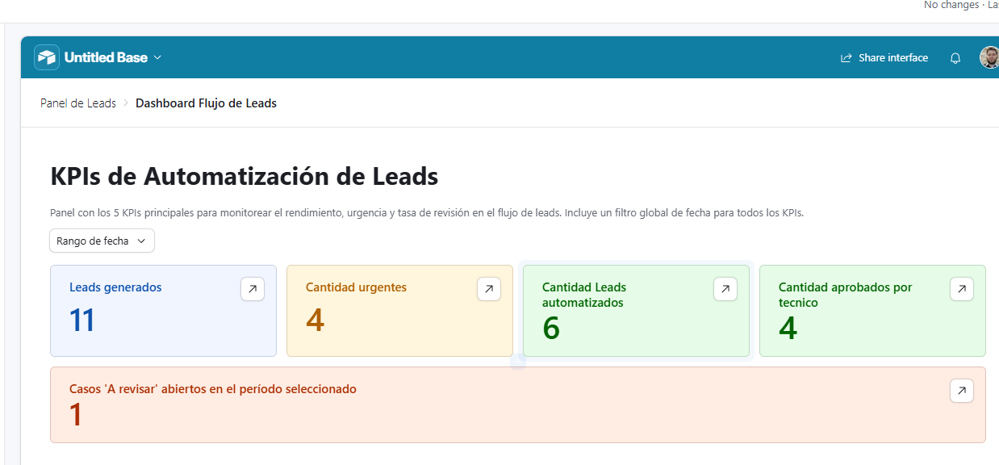 No changes · Las
Untitled Base
Share interface
Panel de Leads > Dashboard Flujo de Leads
KPIs de Automatización de Leads
Panel con los 5 KPIs principales para monitorear el rendimiento, urgencia y tasa de revisión en el flujo de leads. Incluye un filtro global de fecha para todos los KPIs.
Rango de fecha
Leads generados
11
Cantidad urgentes
4
Cantidad Leads
automatizados
6
Cantidad aprobados por
tecnico
4
Casos 'A revisar' abiertos en el período seleccionado
1